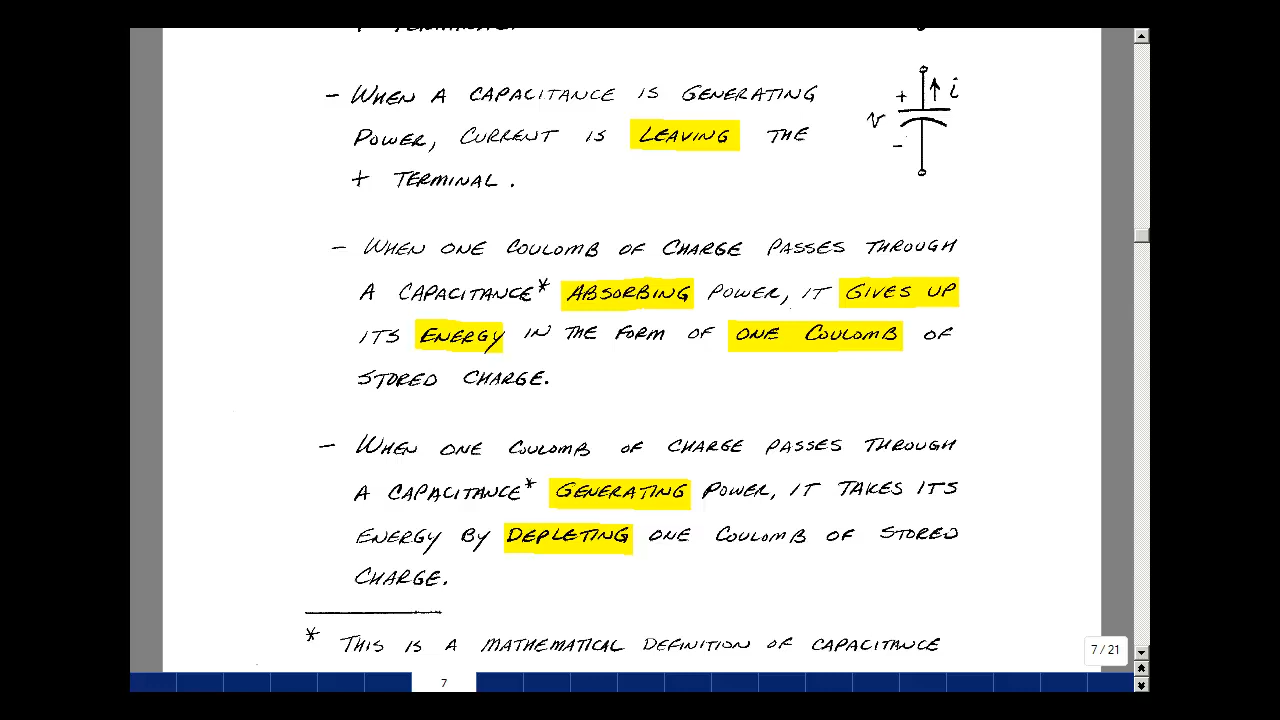 - WHEN A CAPACITANCE IS GENERATING
POWER, CURRENT IS LEAVING THE
+ TERMINAL.
+ i
v
-
- WHEN ONE COULOMB OF CHARGE PASSES THROUGH
A CAPACITANCE* ABSORBING POWER, IT GIVES UP
ITS ENERGY IN THE FORM OF ONE COULOMB OF
STORED CHARGE.
- WHEN ONE COULOMB OF CHARGE PASSES THROUGH
A CAPACITANCE* GENERATING POWER, IT TAKES ITS
ENERGY BY DEPLETING ONE COULOMB OF STORED
CHARGE.
* THIS IS A MATHEMATICAL DEFINITION OF CAPACITANCE
7 / 21
7